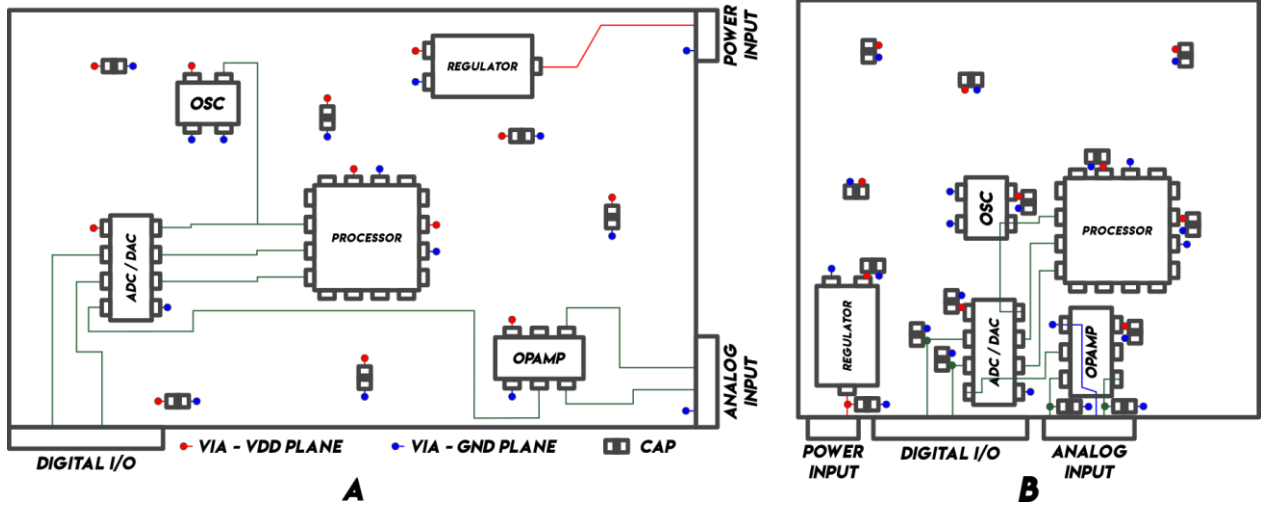 POWER
INPUT
REGULATOR
OSC
PROCESSOR
ADC / DAC
OPAMP
ANALOG
INPUT
DIGITAL I/O
VIA - VDD PLANE
VIA - GND PLANE
CAP
A
OSC
PROCESSOR
REGULATOR
ADC / DAC
OPAMP
POWER
INPUT
DIGITAL I/O
ANALOG
INPUT
B